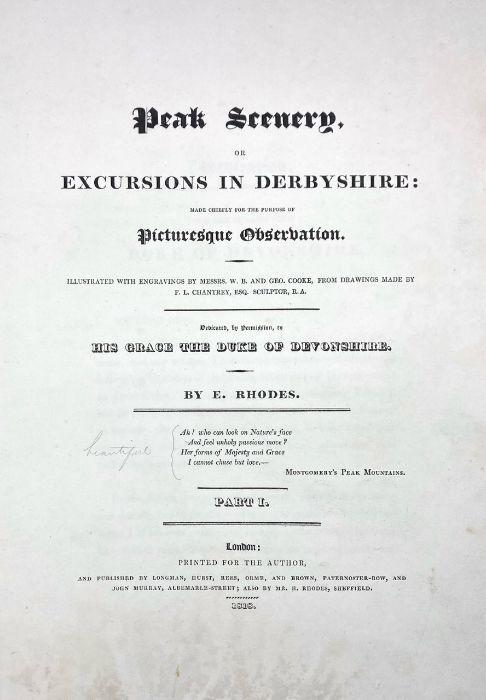 Peak Scenery,
OR
EXCURSIONS IN DERBYSHIRE:
MADE CHIEFLY FOR THE PURPOSE OF
Picturesque Observation.
ILLUSTRATED WITH ENGRAVINGS BY MESSRS. W. B. AND GEO. COOKE, FROM DRAWINGS MADE BY
F. L. CHANTREY, ESQ. SCULPTOR, R. A.
Dedicated, by Permission, to
HIS GRACE THE DUKE OF DEVONSHIRE.
BY E. RHODES.
Ah! who can look on Nature's face
And feel unholy passions move?
Her forms of Majesty and Grace
I cannot chuse but love.—
MONTGOMERY'S PEAK MOUNTAINS.
beautiful
PART I.
London:
PRINTED FOR THE AUTHOR,
AND PUBLISHED BY LONGMAN, HURST, REES, ORME, AND BROWN, PATERNOSTER-ROW, AND
JOHN MURRAY, ALBEMARLE-STREET; ALSO BY MR. H. RHODES, SHEFFIELD.
1818.